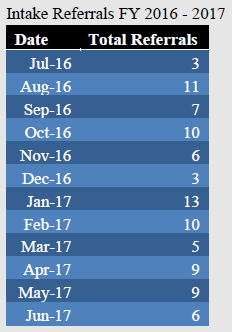 Intake Referrals FY 2016 - 2017
Date Total Referrals
Jul-16 3
Aug-16 11
Sep-16 7
Oct-16 10
Nov-16 6
Dec-16 3
Jan-17 13
Feb-17 10
Mar-17 5
Apr-17 9
May-17 9
Jun-17 6